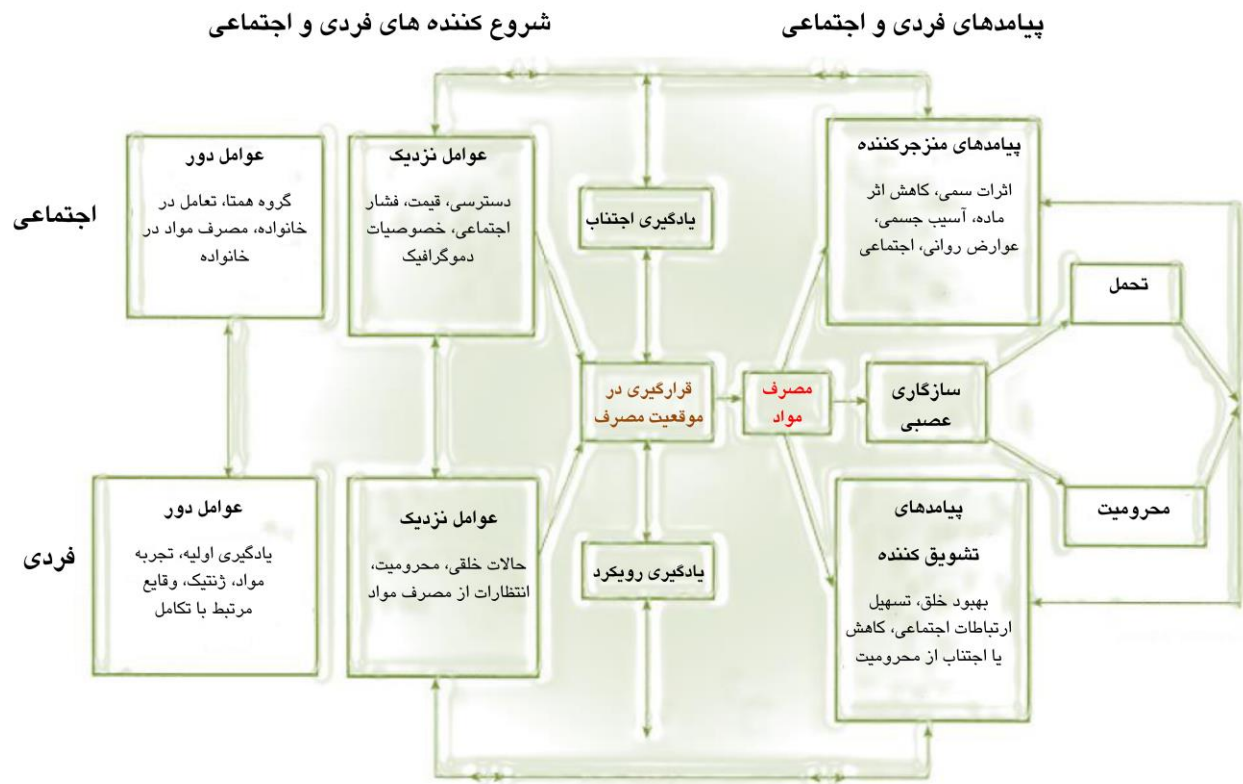 پیامدهای فردی و اجتماعی
شروع کننده های فردی و اجتماعی
اجتماعی
عوامل دور
گروه همتا، تعامل در
خانواده، مصرف مواد در
خانواده
عوامل نزدیک
دسترسی، قیمت، فشار
اجتماعی، خصوصیات
دموگرافیک
یادگیری اجتناب
پیامدهای منزجرکننده
اثرات سمی، کاهش اثر
ماده، آسیب جسمی،
عوارض روانی، اجتماعی
تحمل
قرارگیری در
موقعیت مصرف
مصرف
مواد
سازگاری
عصبی
محرومیت
فردی
عوامل دور
یادگیری اولیه، تجربه
مواد، ژنتیک، وقایع
مرتبط با تکامل
عوامل نزدیک
حالات خلقی، محرومیت،
انتظارات از مصرف مواد
یادگیری رویکرد
پیامدهای
تشویق کننده
بهبود خلق، تسهیل
ارتباطات اجتماعی، کاهش
یا اجتناب از محرومیت